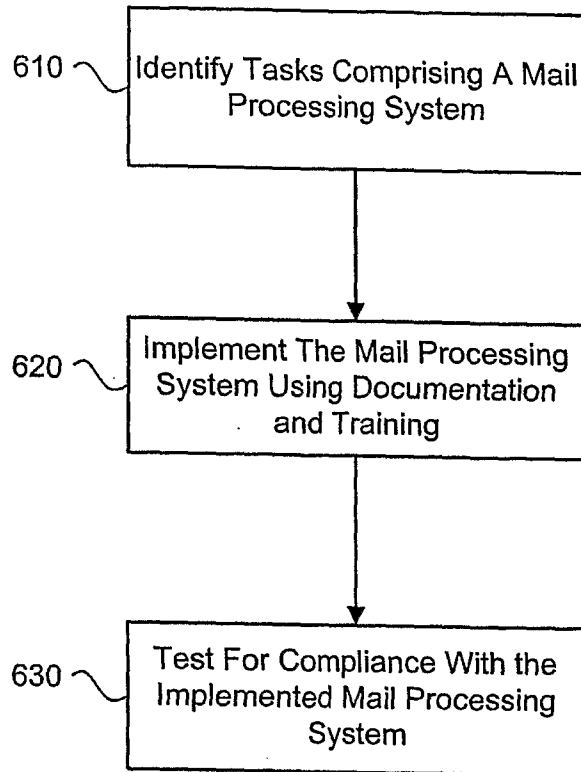 610
Identify Tasks Comprising A Mail
Processing System
620
Implement The Mail Processing
System Using Documentation
and Training
630
Test For Compliance With the
Implemented Mail Processing
System